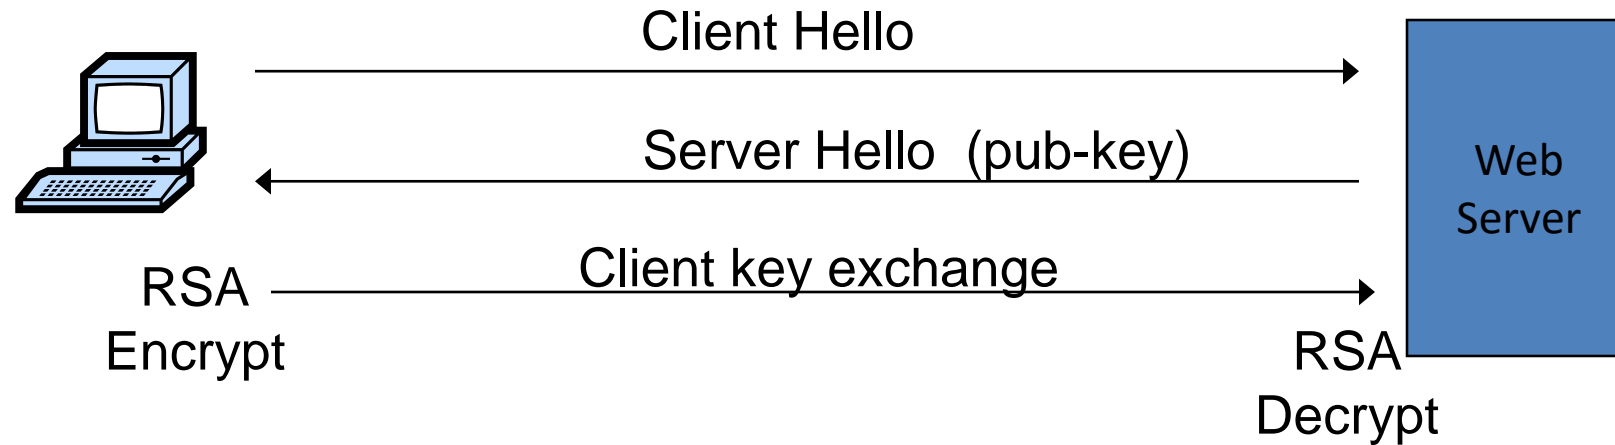 Client Hello
Server Hello (pub-key)
Web
Server
Client key exchange
RSA
Encrypt
RSA
Decrypt